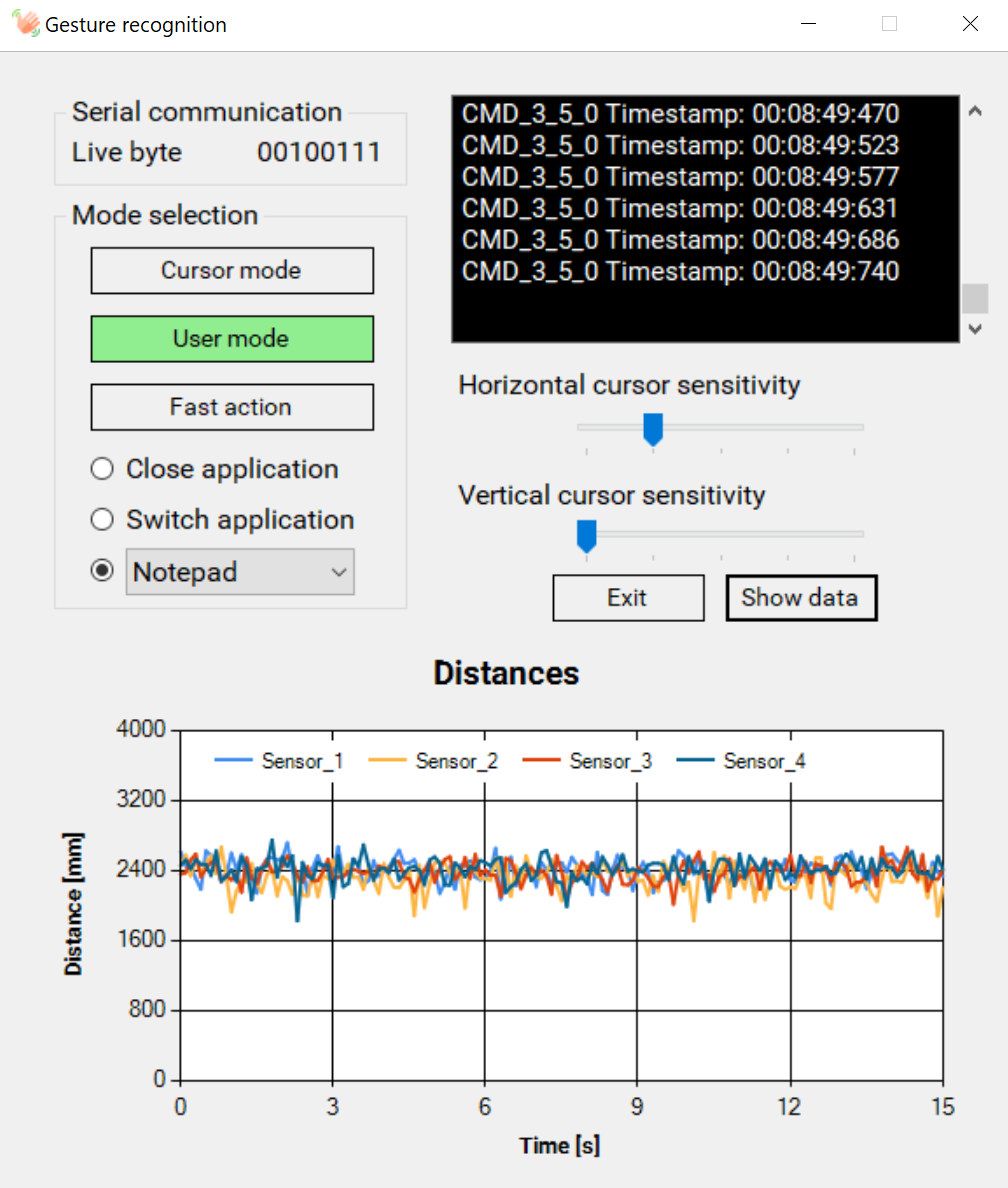 Gesture recognition
Serial communication
Live byte 00100111
Mode selection
Cursor mode
User mode
Fast action
Close application
Switch application
Notepad
CMD_3_5_0 Timestamp: 00:08:49:470
CMD_3_5_0 Timestamp: 00:08:49:523
CMD_3_5_0 Timestamp: 00:08:49:577
CMD_3_5_0 Timestamp: 00:08:49:631
CMD_3_5_0 Timestamp: 00:08:49:686
CMD_3_5_0 Timestamp: 00:08:49:740
Horizontal cursor sensitivity
Vertical cursor sensitivity
Exit
Show data
Distances
Sensor_1 Sensor_2 Sensor_3 Sensor_4
Distance [mm]
4000
3200
2400
1600
800
0
0 3 6 9 12 15
Time [s]